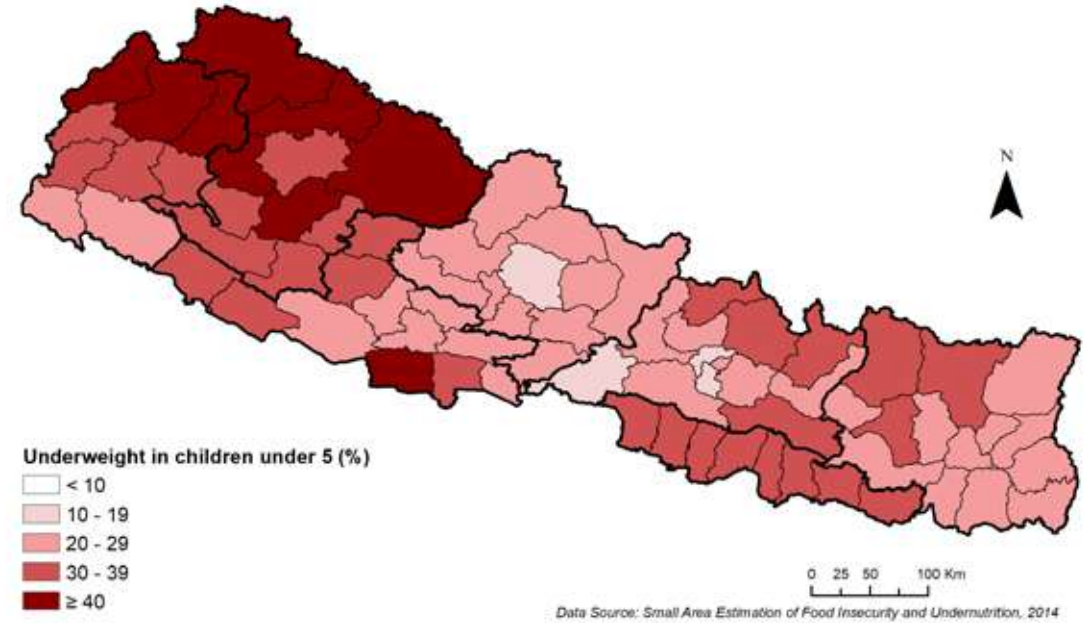 N
Underweight in children under 5 (%)
< 10
10 - 19
20 - 29
30 - 39
≥ 40
0 25 50 100 Km
Data Source: Small Area Estimation of Food Insecurity and Undernutrition, 2014